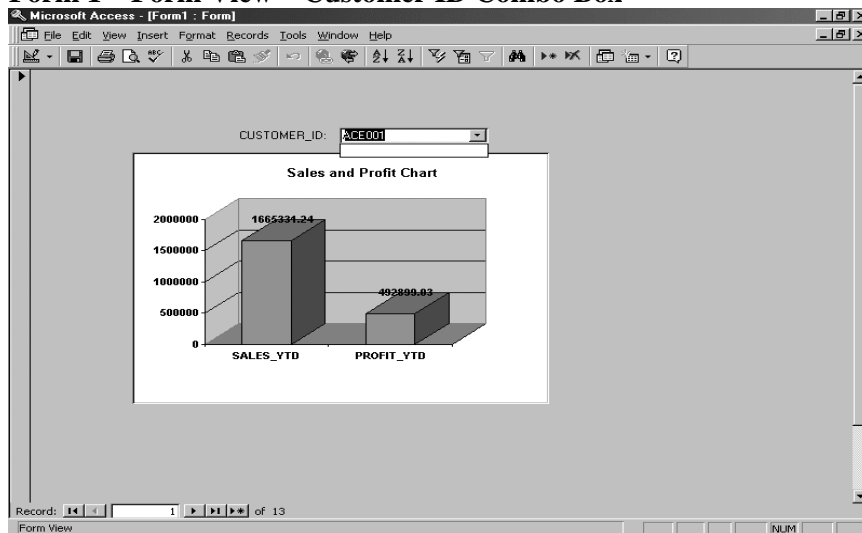 Form 1 – Form View – Customer ID Combo Box
Microsoft Access - [Form1 : Form]
File Edit View Insert Format Records Tools Window Help
CUSTOMER_ID: ACE001
Sales and Profit Chart
2000000
1665331.24
1500000
1000000
492899.03
500000
0
SALES_YTD PROFIT_YTD
Record: 1 of 13
Form View NUM